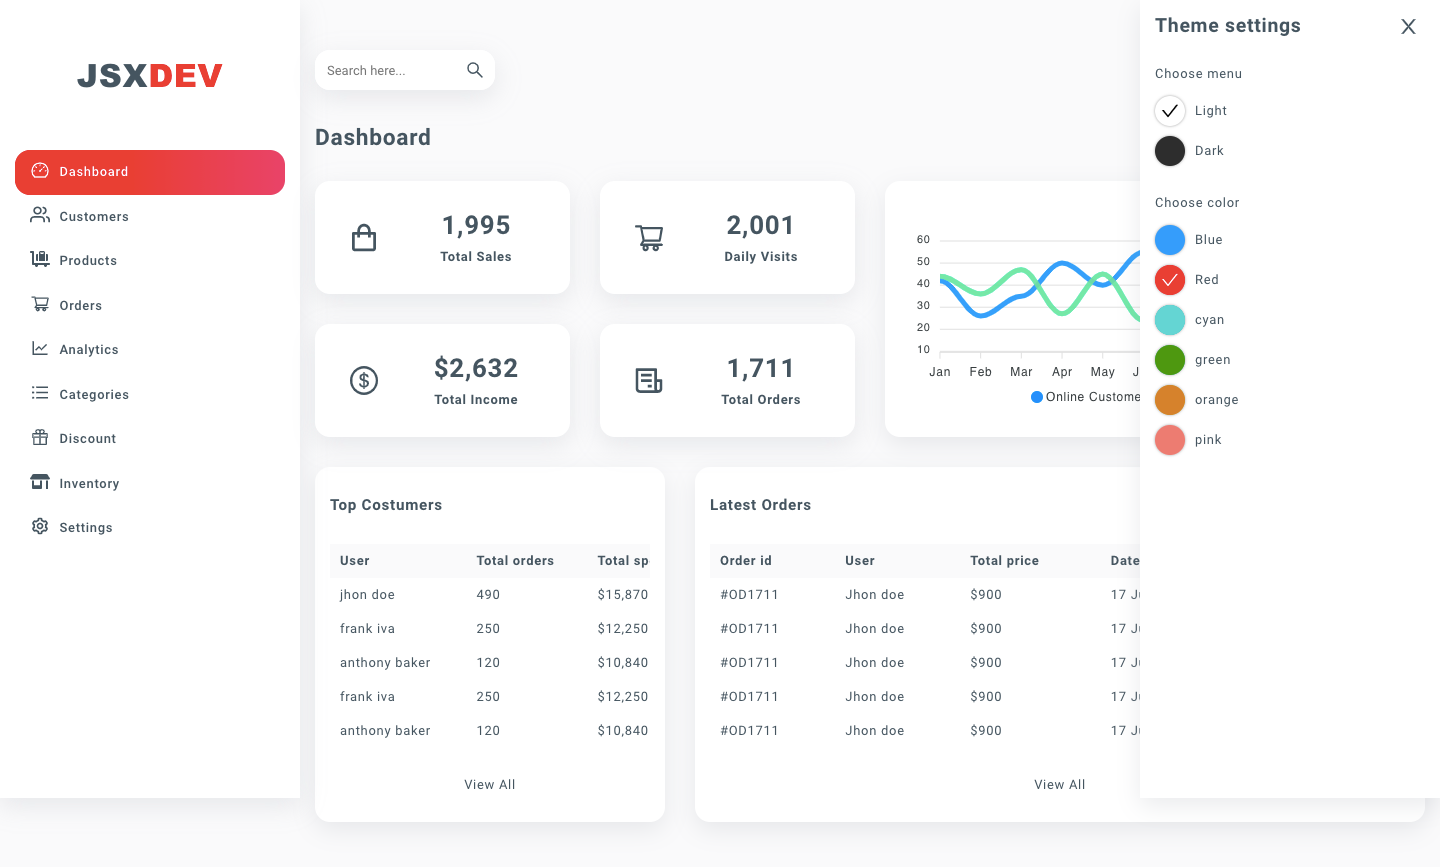 JSXDEV
Dashboard
Customers
Products
Orders
Analytics
Categories
Discount
Inventory
Settings
Search here...
Dashboard
1,995
Total Sales
2,001
Daily Visits
$2,632
Total Income
1,711
Total Orders
60
50
40
30
20
10
Jan Feb Mar Apr May
Online Custome
Top Costumers
User Total orders Total sp
jhon doe 490 $15,870
frank iva 250 $12,250
anthony baker 120 $10,840
frank iva 250 $12,250
anthony baker 120 $10,840
View All
Latest Orders
Order id User Total price Date
#OD1711 Jhon doe $900 17 Ju
#OD1711 Jhon doe $900 17 Ju
#OD1711 Jhon doe $900 17 Ju
#OD1711 Jhon doe $900 17 Ju
#OD1711 Jhon doe $900 17 Ju
View All
Theme settings
Choose menu
Light
Dark
Choose color
Blue
Red
cyan
green
orange
pink